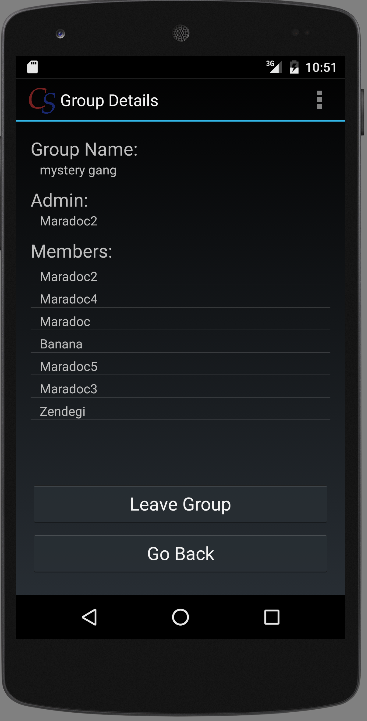 3G 10:51
CS Group Details
Group Name:
mystery gang
Admin:
Maradoc2
Members:
Maradoc2
Maradoc4
Maradoc
Banana
Maradoc5
Maradoc3
Zendegi
Leave Group
Go Back